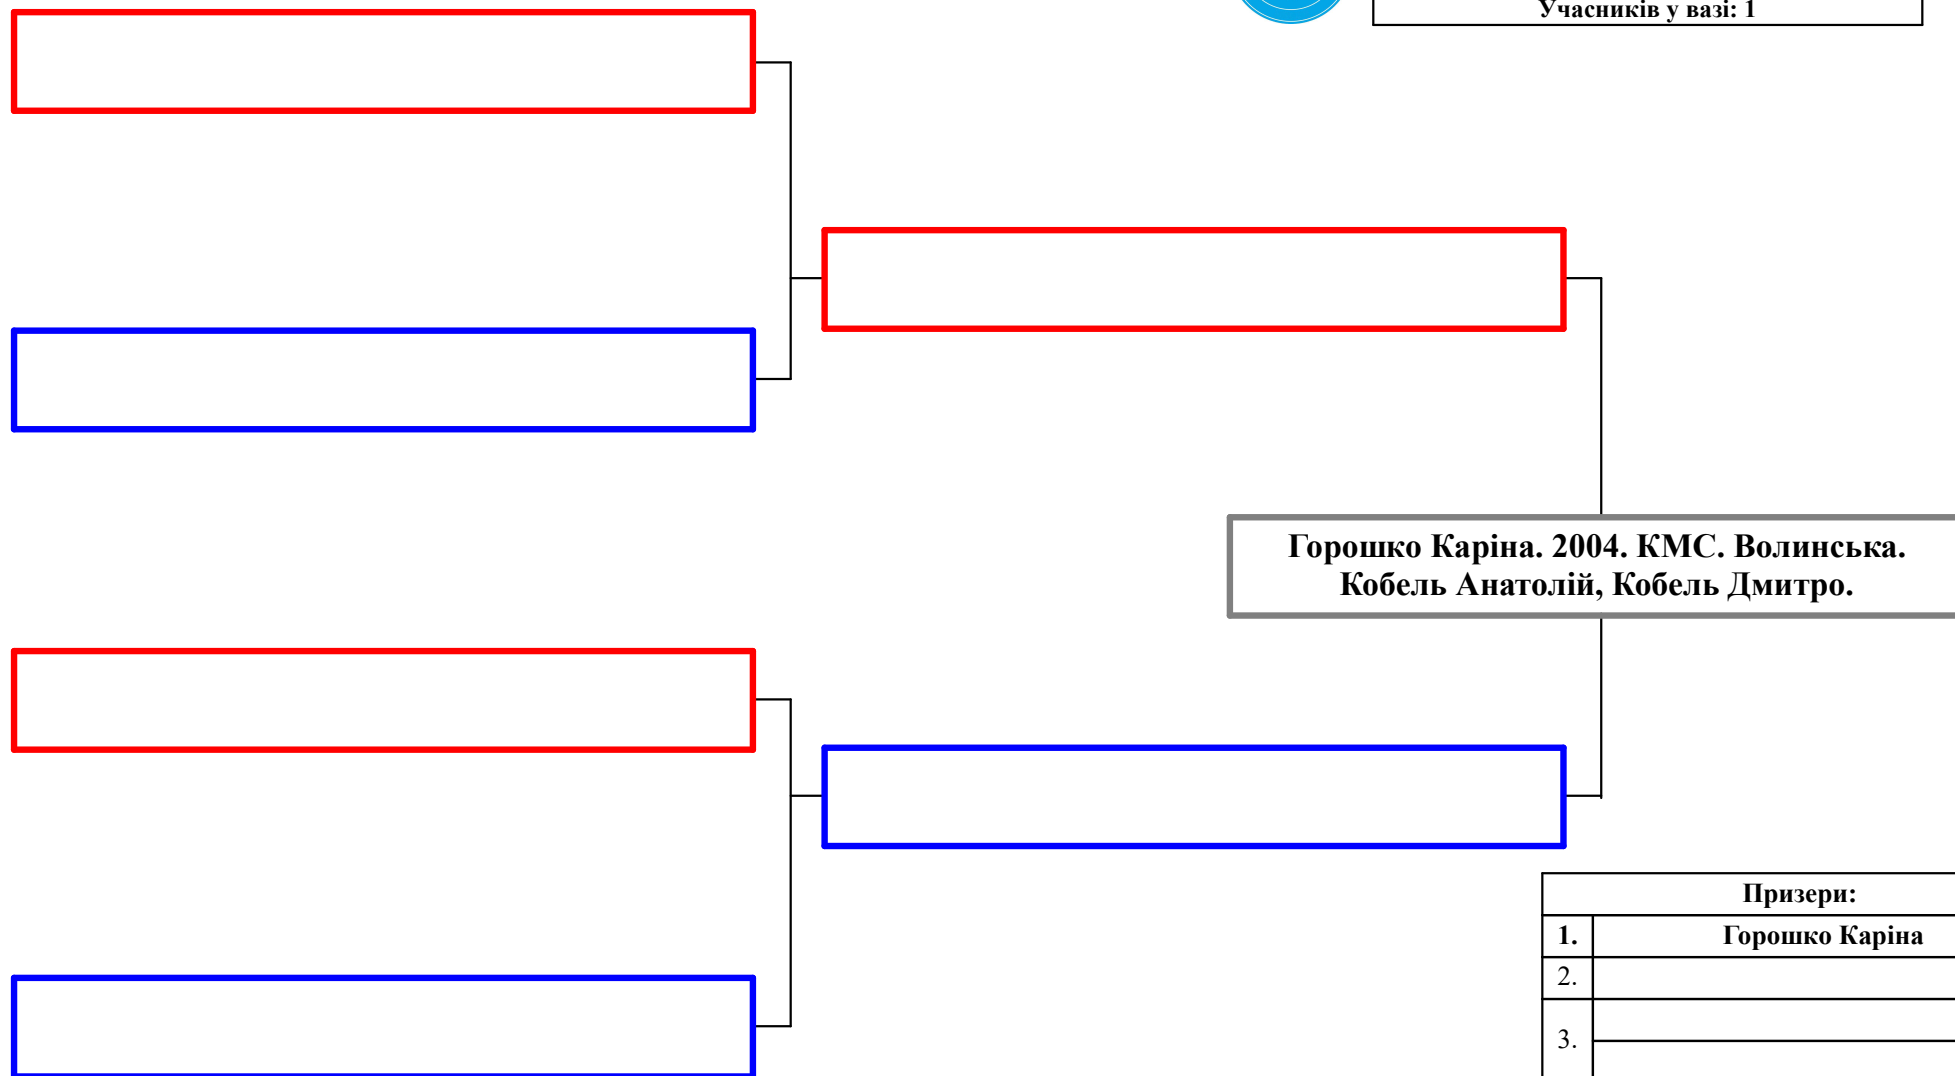 Учасників у вазі: 1
Горошко Каріна. 2004. КМС. Волинська.
Кобель Анатолій, Кобель Дмитро.
Призери:
1. Горошко Каріна
2.
3.